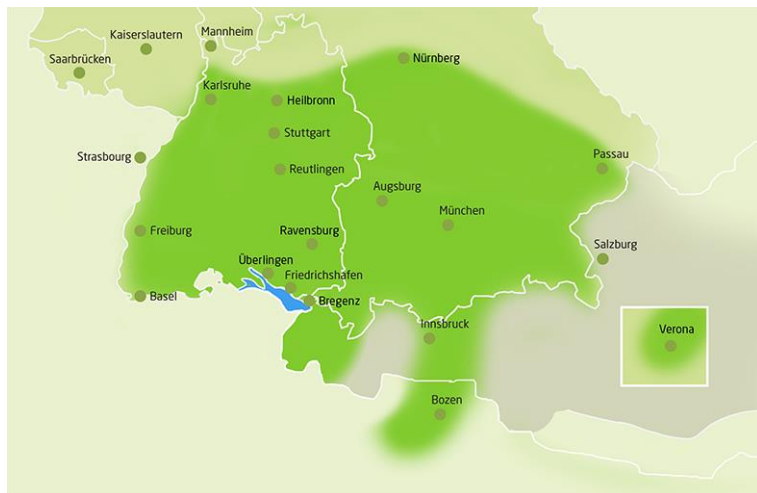 Kaiserslautern
Mannheim
Saarbrücken
Nürnberg
Karlsruhe
Heilbronn
Stuttgart
Strasbourg
Passau
Reutlingen
Augsburg
München
Freiburg
Ravensburg
Salzburg
Überlingen
Friedrichshafen
Basel
Bregenz
Innsbruck
Verona
Bozen